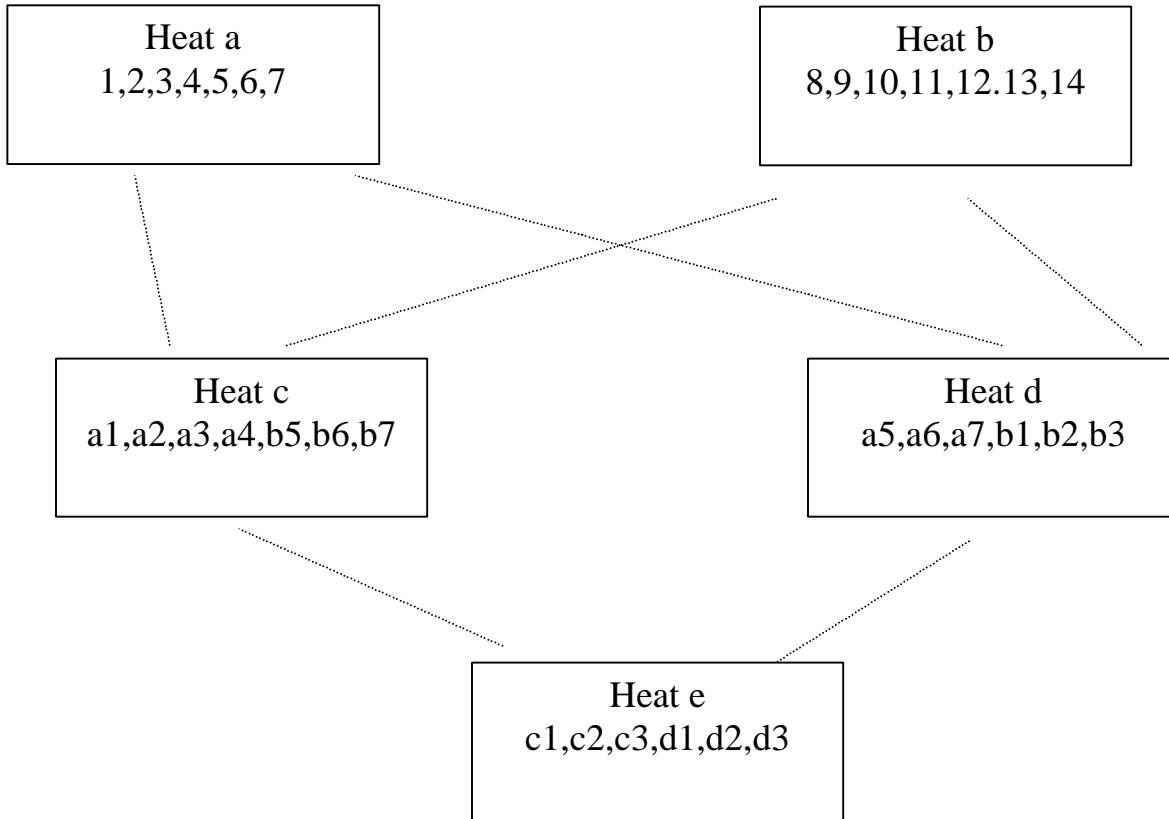 Heat a
1,2,3,4,5,6,7
Heat b
8,9,10,11,12.13,14
Heat c
a1,a2,a3,a4,b5,b6,b7
Heat d
a5,a6,a7,b1,b2,b3
Heat e
c1,c2,c3,d1,d2,d3